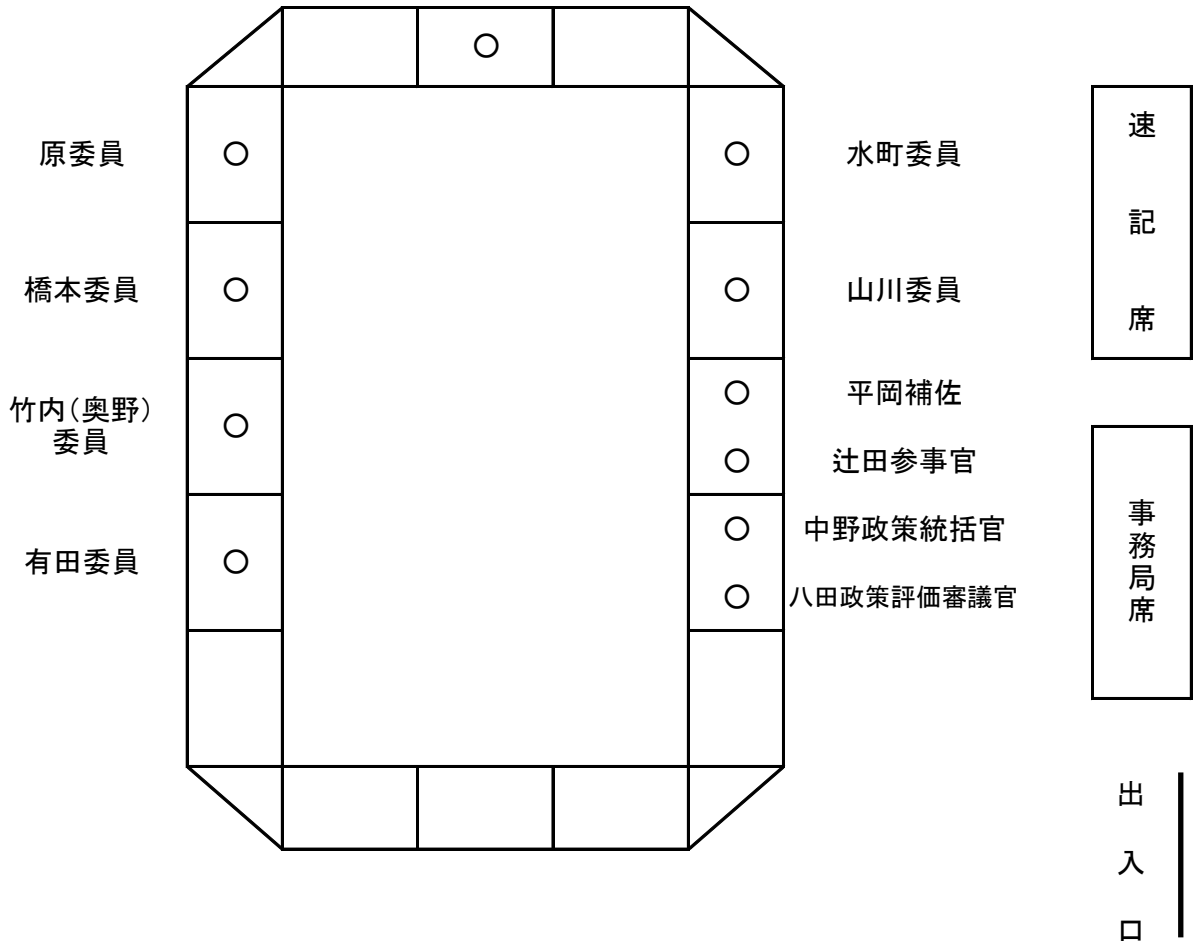 ○
原委員
○
○
水町委員
橋本委員
○
○
山川委員
竹内（奥野）
委員
○
○
平岡補佐
○
辻田参事官
有田委員
○
○
中野政策統括官
○
八田政策評価審議官
速記席
事務局席
出入口